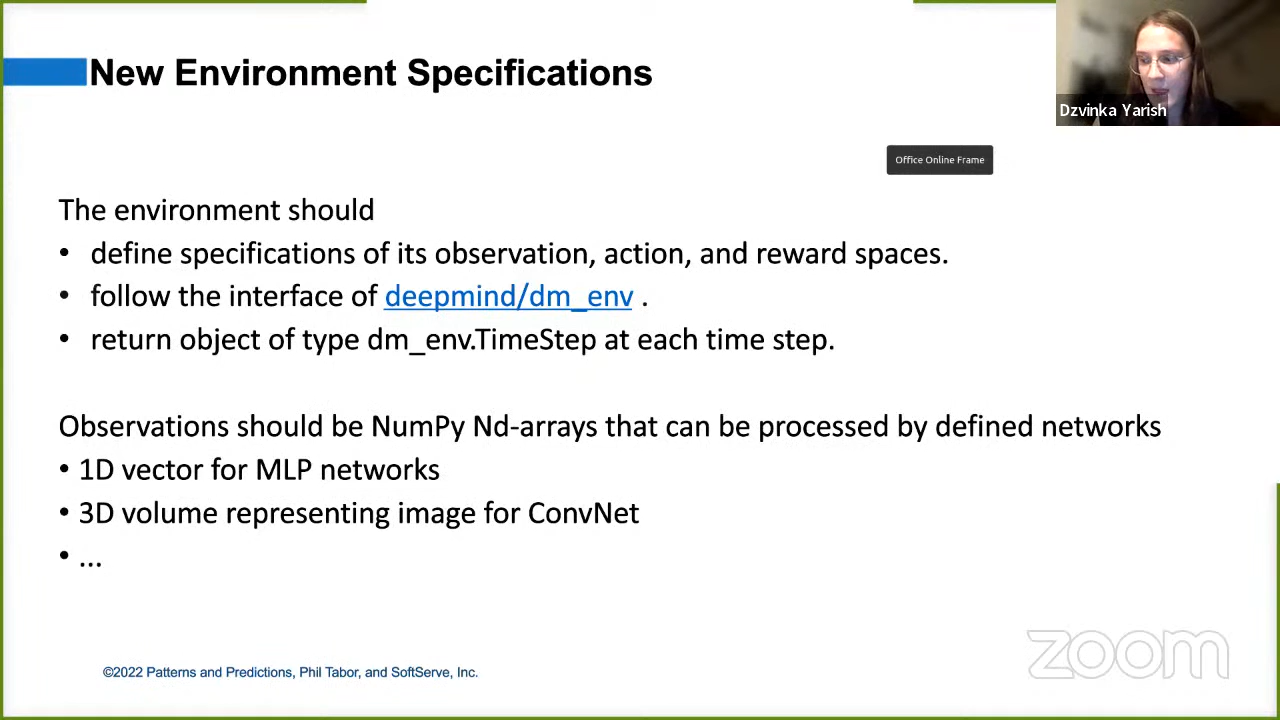 New Environment Specifications
Dzvinka Yarish
Office Online Frame
The environment should
• define specifications of its observation, action, and reward spaces.
• follow the interface of deepmind/dm_env .
• return object of type dm_env.TimeStep at each time step.
Observations should be NumPy Nd-arrays that can be processed by defined networks
• 1D vector for MLP networks
• 3D volume representing image for ConvNet
• ...
©2022 Patterns and Predictions, Phil Tabor, and SoftServe, Inc.
zoom